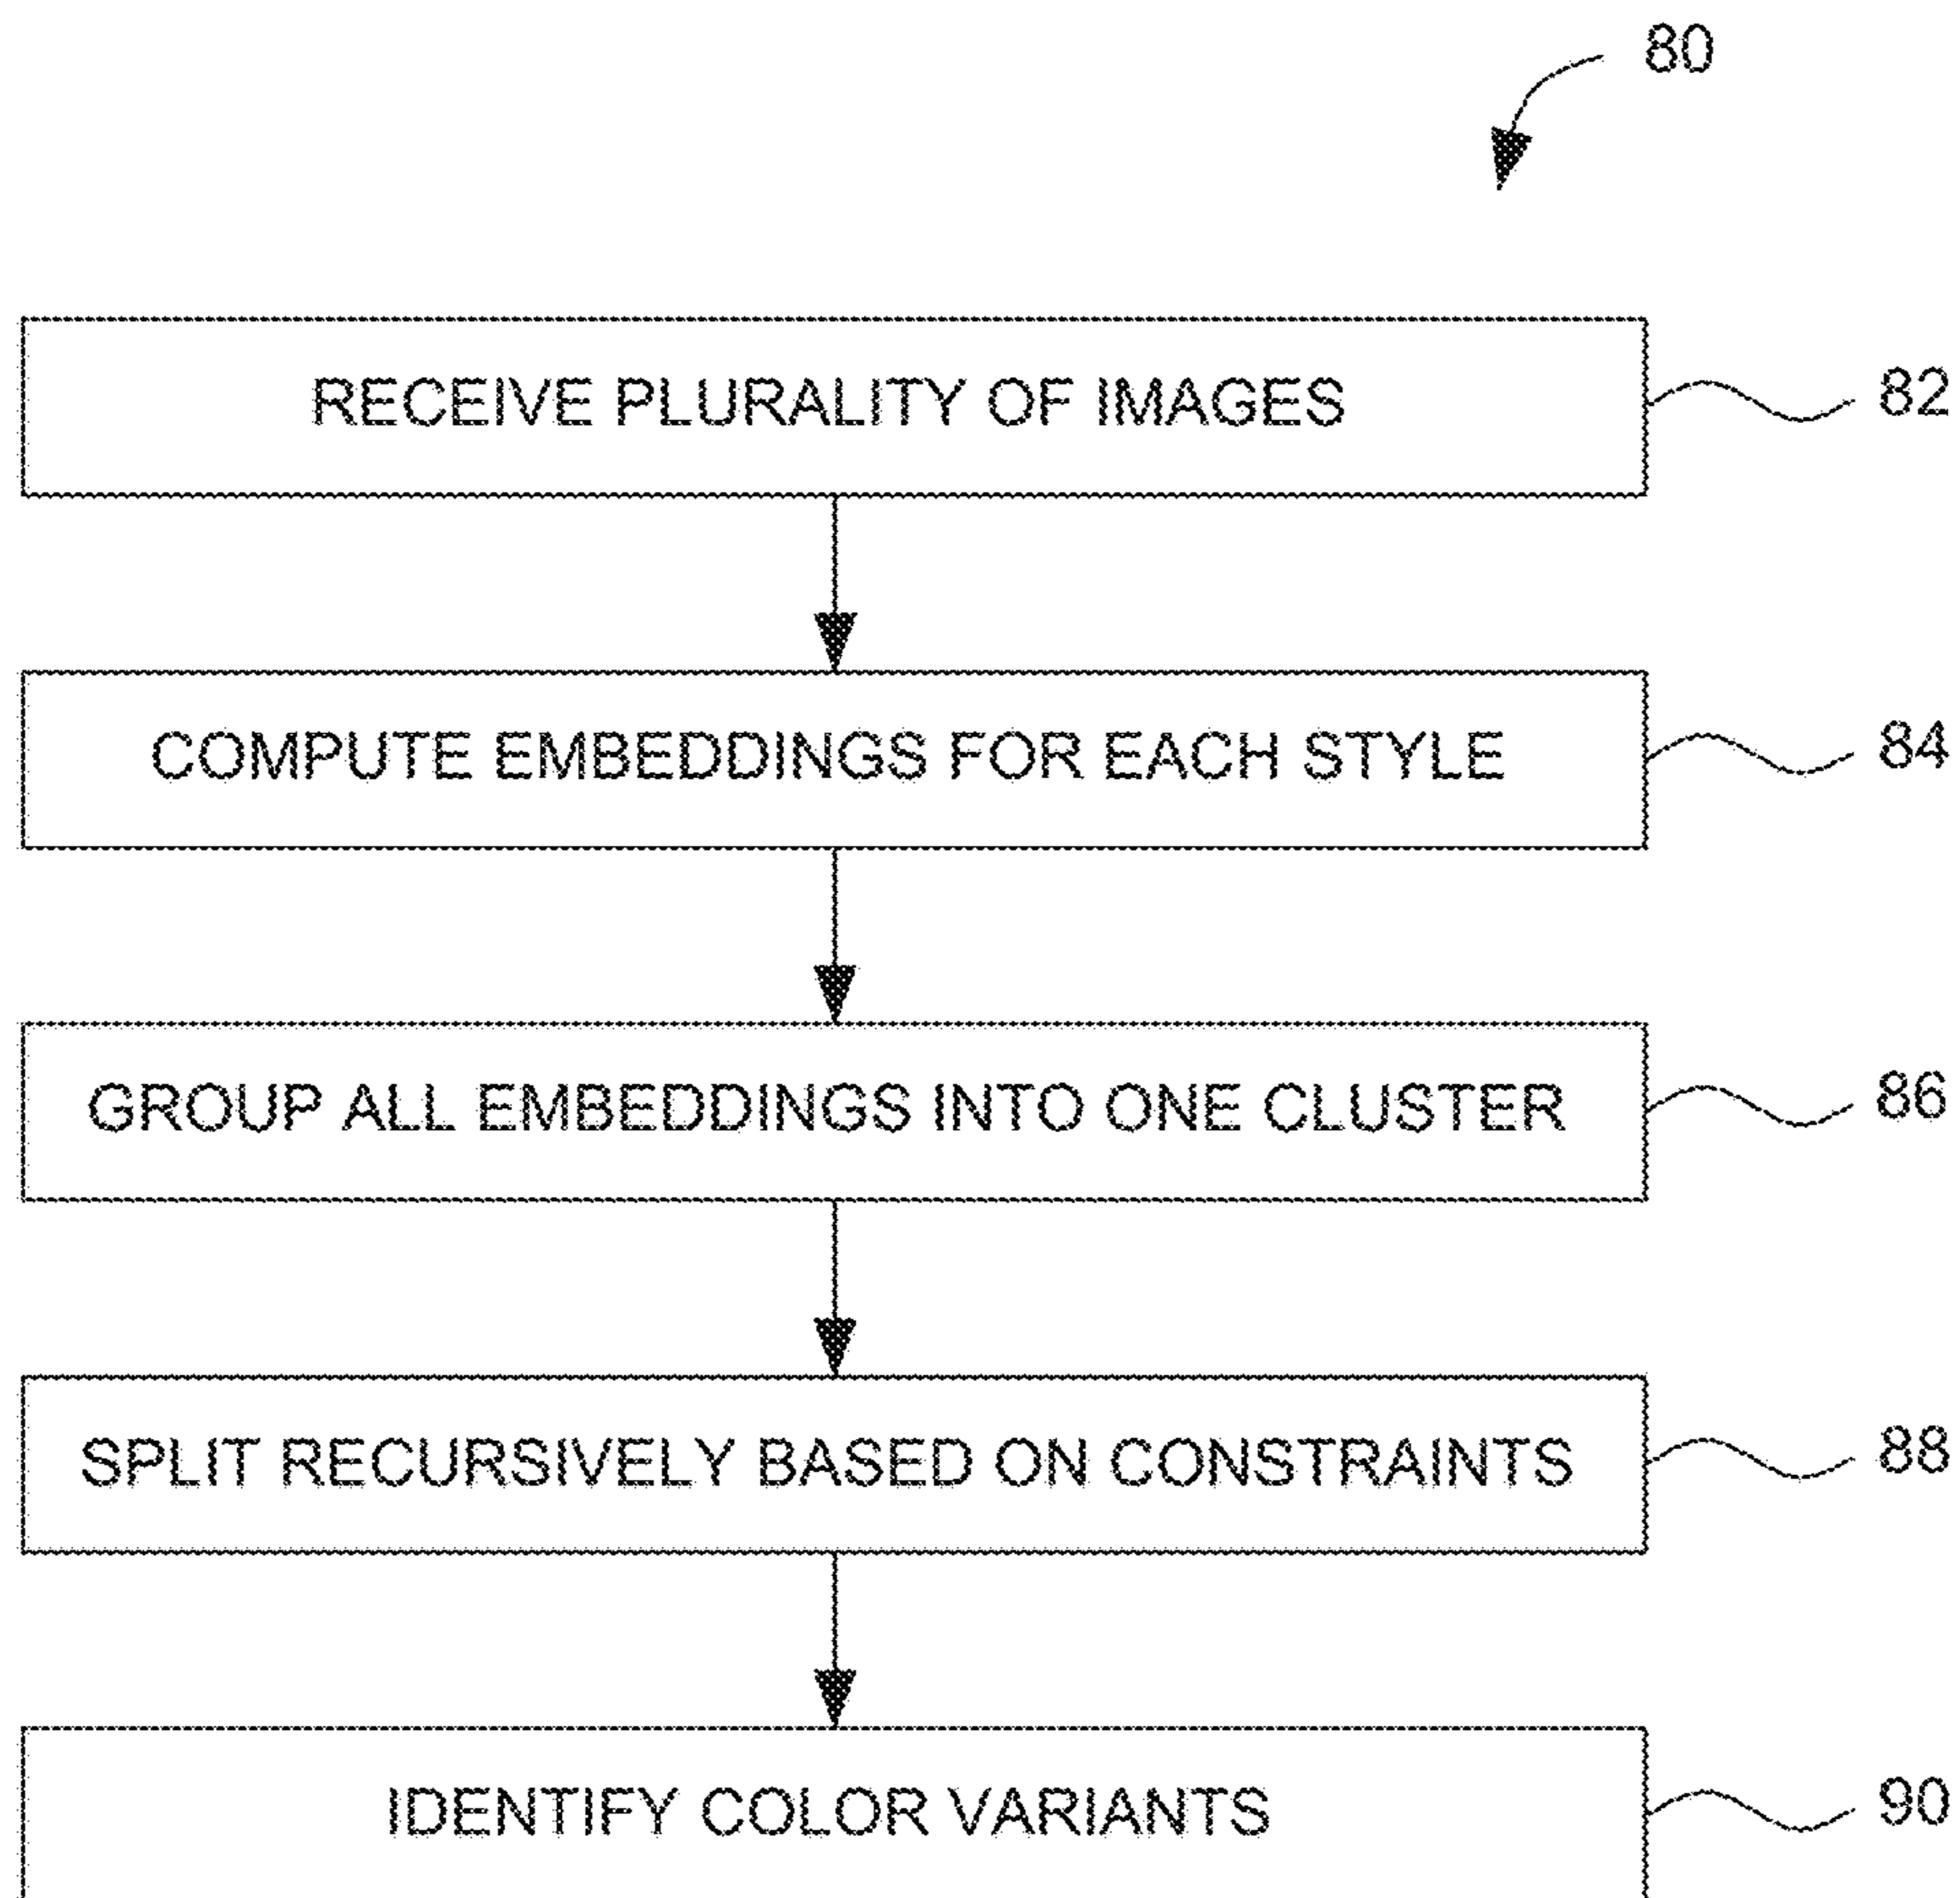 80
RECEIVE PLURALITY OF IMAGES 82
COMPUTE EMBEDDINGS FOR EACH STYLE 84
GROUP ALL EMBEDDINGS INTO ONE CLUSTER 86
SPLIT RECURSIVELY BASED ON CONSTRAINTS 88
IDENTIFY COLOR VARIANTS 90